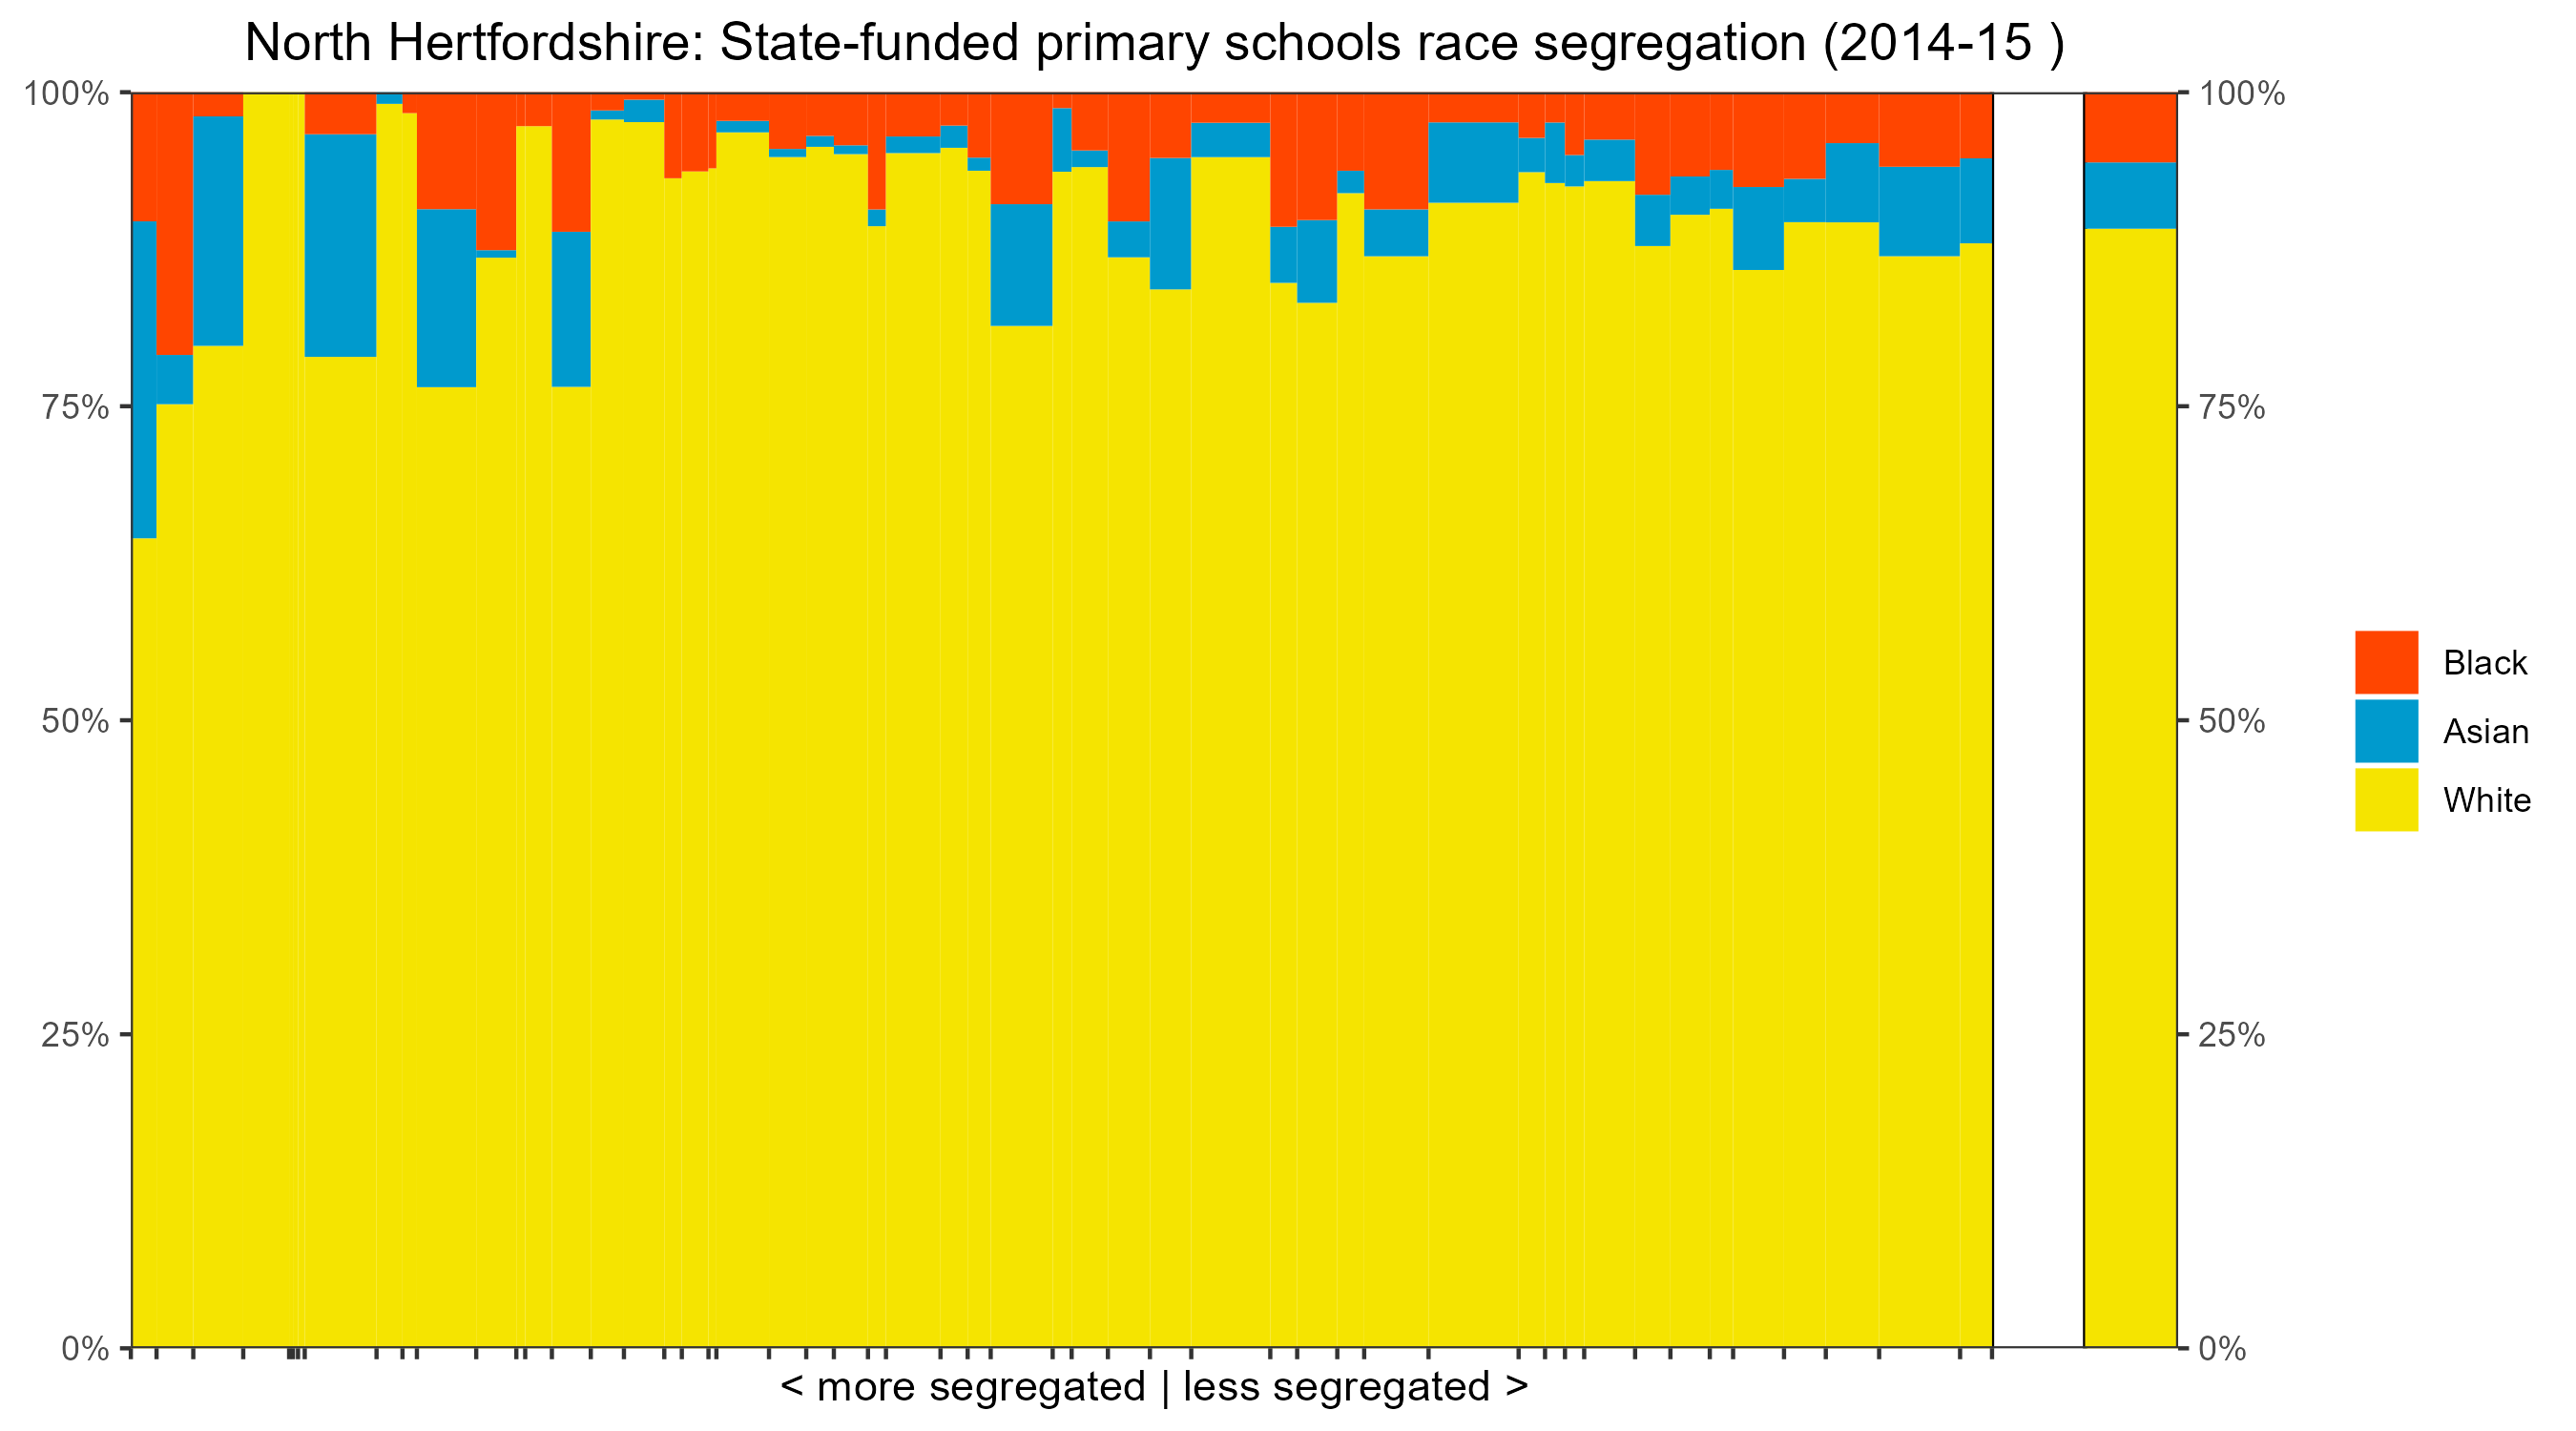 North Hertfordshire: State-funded primary schools race segregation (2014-15 )
100%
75%
50%
25%
0%
100%
75%
50%
25%
0%
Black
Asian
White
< more segregated | less segregated >